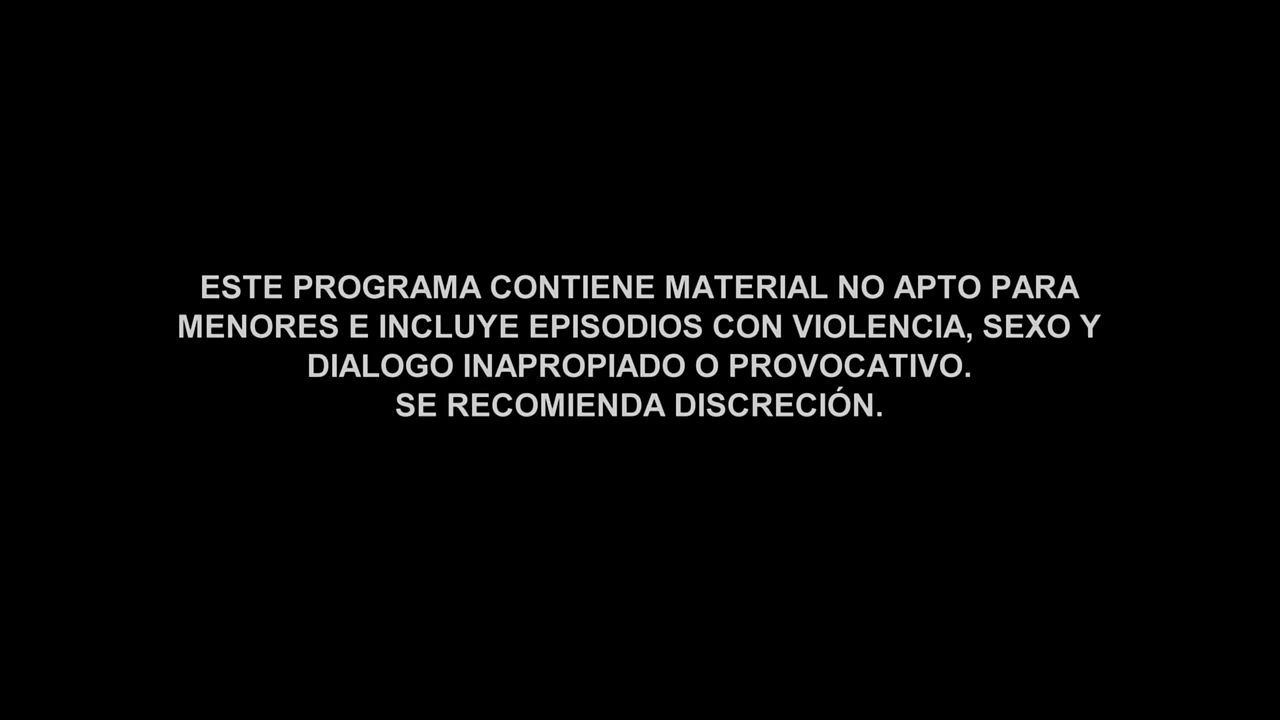 ESTE PROGRAMA CONTIENE MATERIAL NO APTO PARA
MENORES E INCLUYE EPISODIOS CON VIOLENCIA, SEXO Y
DIALOGO INAPROPIADO O PROVOCATIVO.
SE RECOMIENDA DISCRECIÓN.